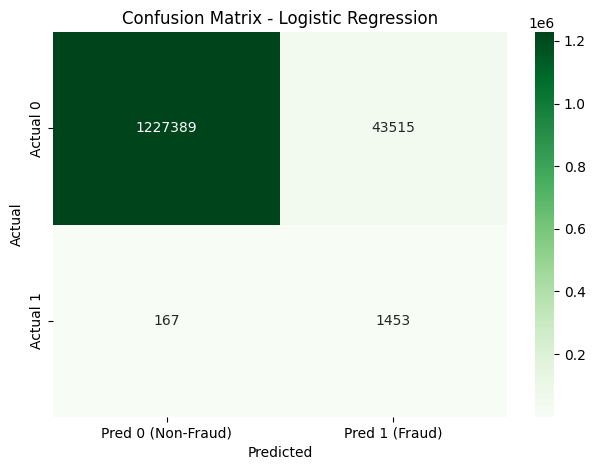 Confusion Matrix - Logistic Regression
1e6
Actual 0
1227389
43515
Actual 1
167
1453
Actual
Pred 0 (Non-Fraud)
Pred 1 (Fraud)
Predicted
1.2
1.0
0.8
0.6
0.4
0.2